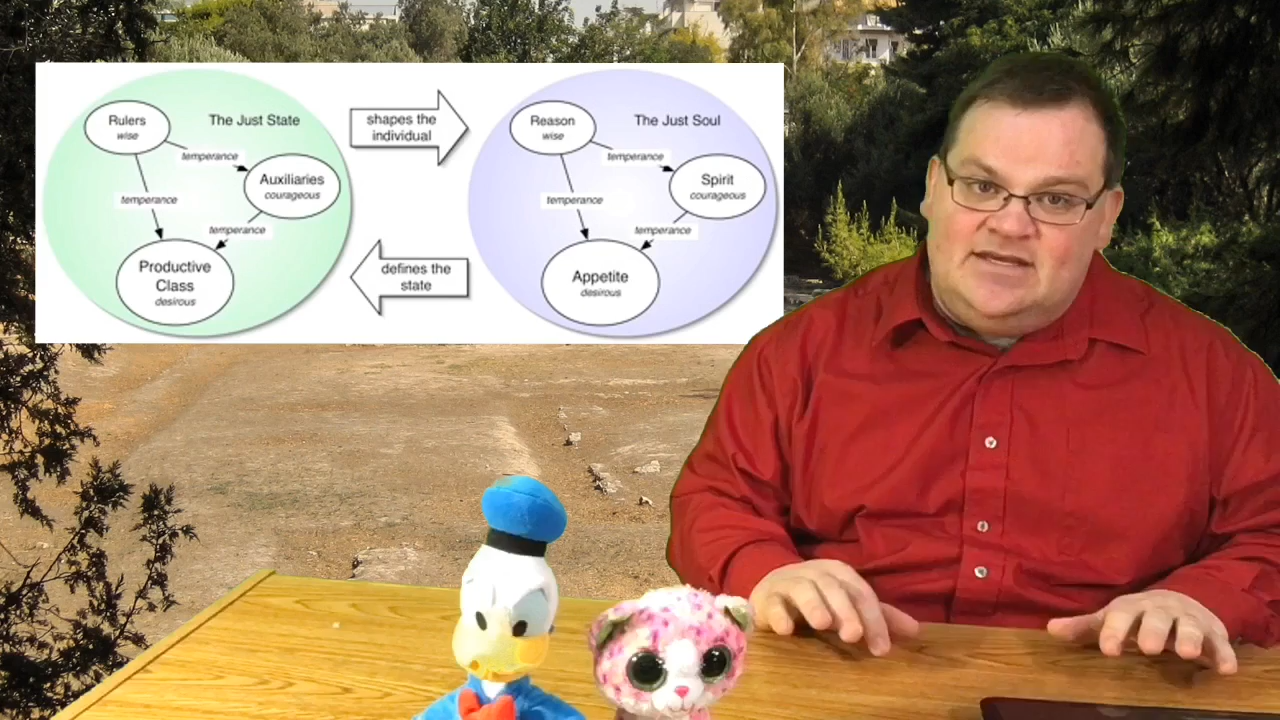 Rulers
wise
The Just State
temperance
Auxiliaries
courageous
temperance
temperance
Productive
Class
desirous
shapes the
individual
defines the
state
Reason
wise
The Just Soul
temperance
Spirit
courageous
temperance
temperance
Appetite
desirous